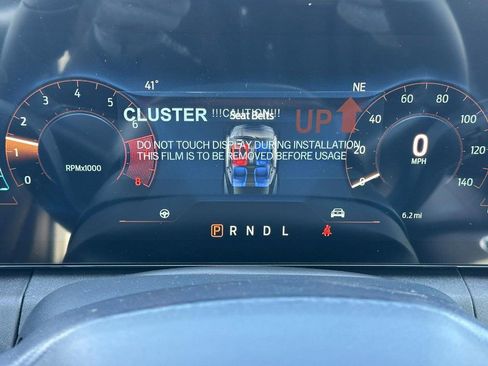 41° NE
CLUSTER !!!CAUTION!!! UP
Seat Belts
DO NOT TOUCH DISPLAY DURING INSTALLATION
THIS FILM IS TO BE REMOVED BEFORE USAGE
0 1 2 3 4 5 6 8
RPMx1000
0 20 40 60 80 100 120 140
0
MPH
6.2 mi
P R N D L